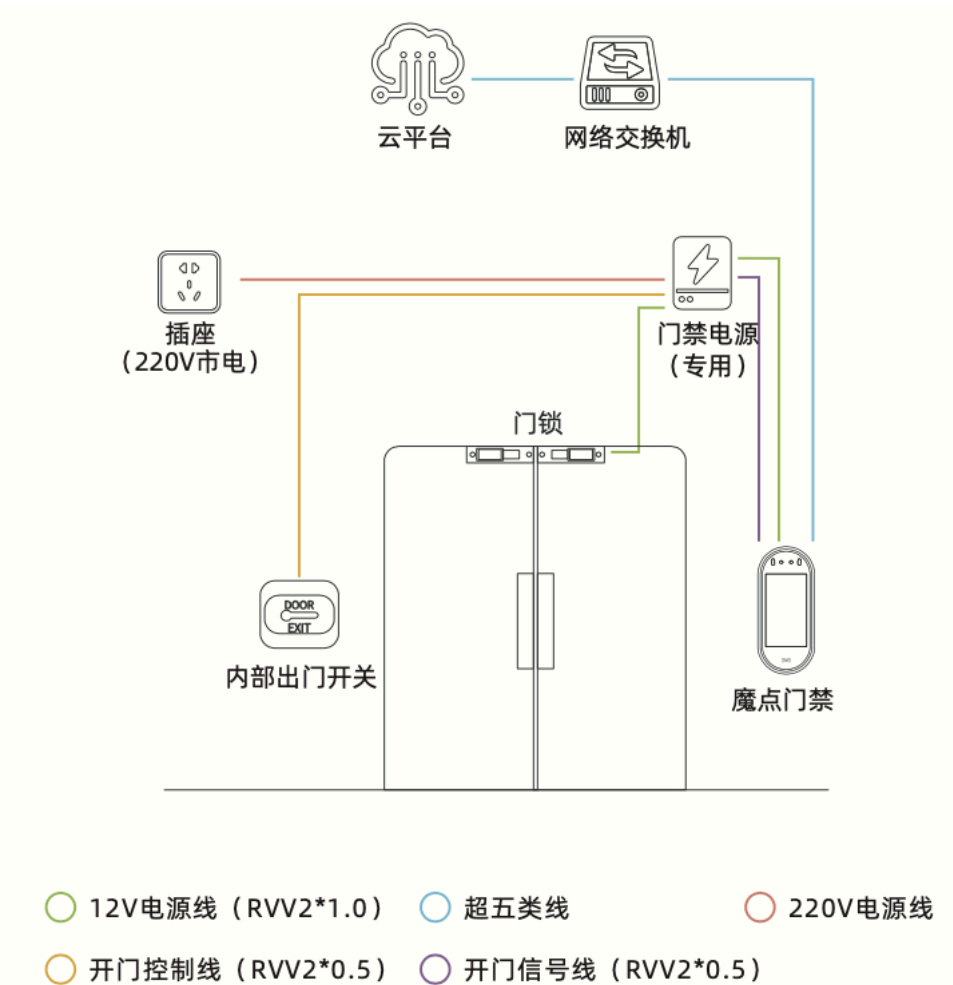 云平台
网络交换机
插座
（220V市电）
门禁电源
（专用）
门锁
DOOR
EXIT
内部出门开关
魔点门禁
12V电源线（RVV2*1.0）
超五类线
220V电源线
开门控制线（RVV2*0.5）
开门信号线（RVV2*0.5）